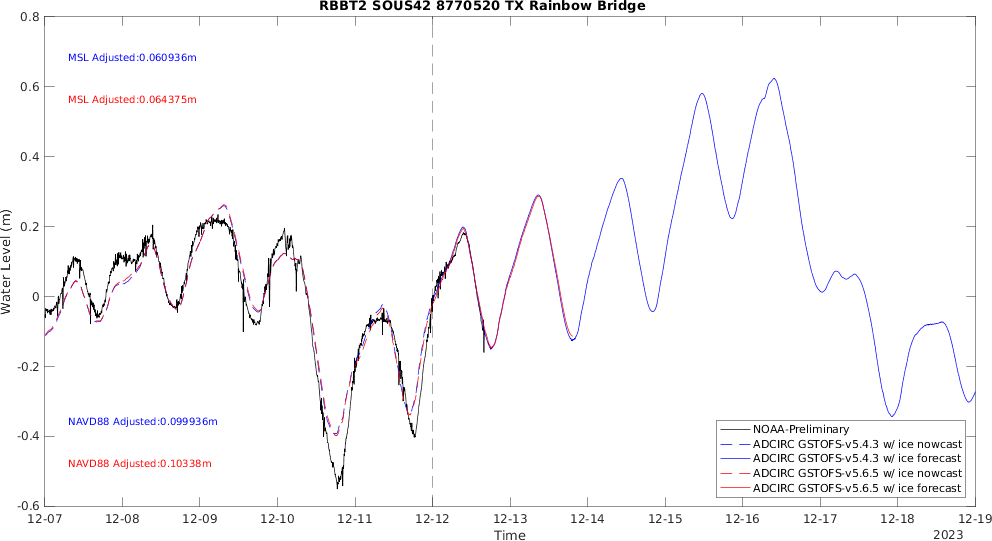 RBBT2 SOUS42 8770520 TX Rainbow Bridge
0.8
0.6
0.4
0.2
0
-0.2
-0.4
-0.6
Water Level (m)
MSL Adjusted:0.060936m
MSL Adjusted:0.064375m
NAVD88 Adjusted:0.099936m
NAVD88 Adjusted:0.10338m
NOAA-Preliminary
ADCIRC GSTOFS-v5.4.3 w/ ice nowcast
ADCIRC GSTOFS-v5.4.3 w/ ice forecast
ADCIRC GSTOFS-v5.6.5 w/ ice nowcast
ADCIRC GSTOFS-v5.6.5 w/ ice forecast
12-07 12-08 12-09 12-10 12-11 12-12 12-13 12-14 12-15 12-16 12-17 12-18 12-19
Time
2023